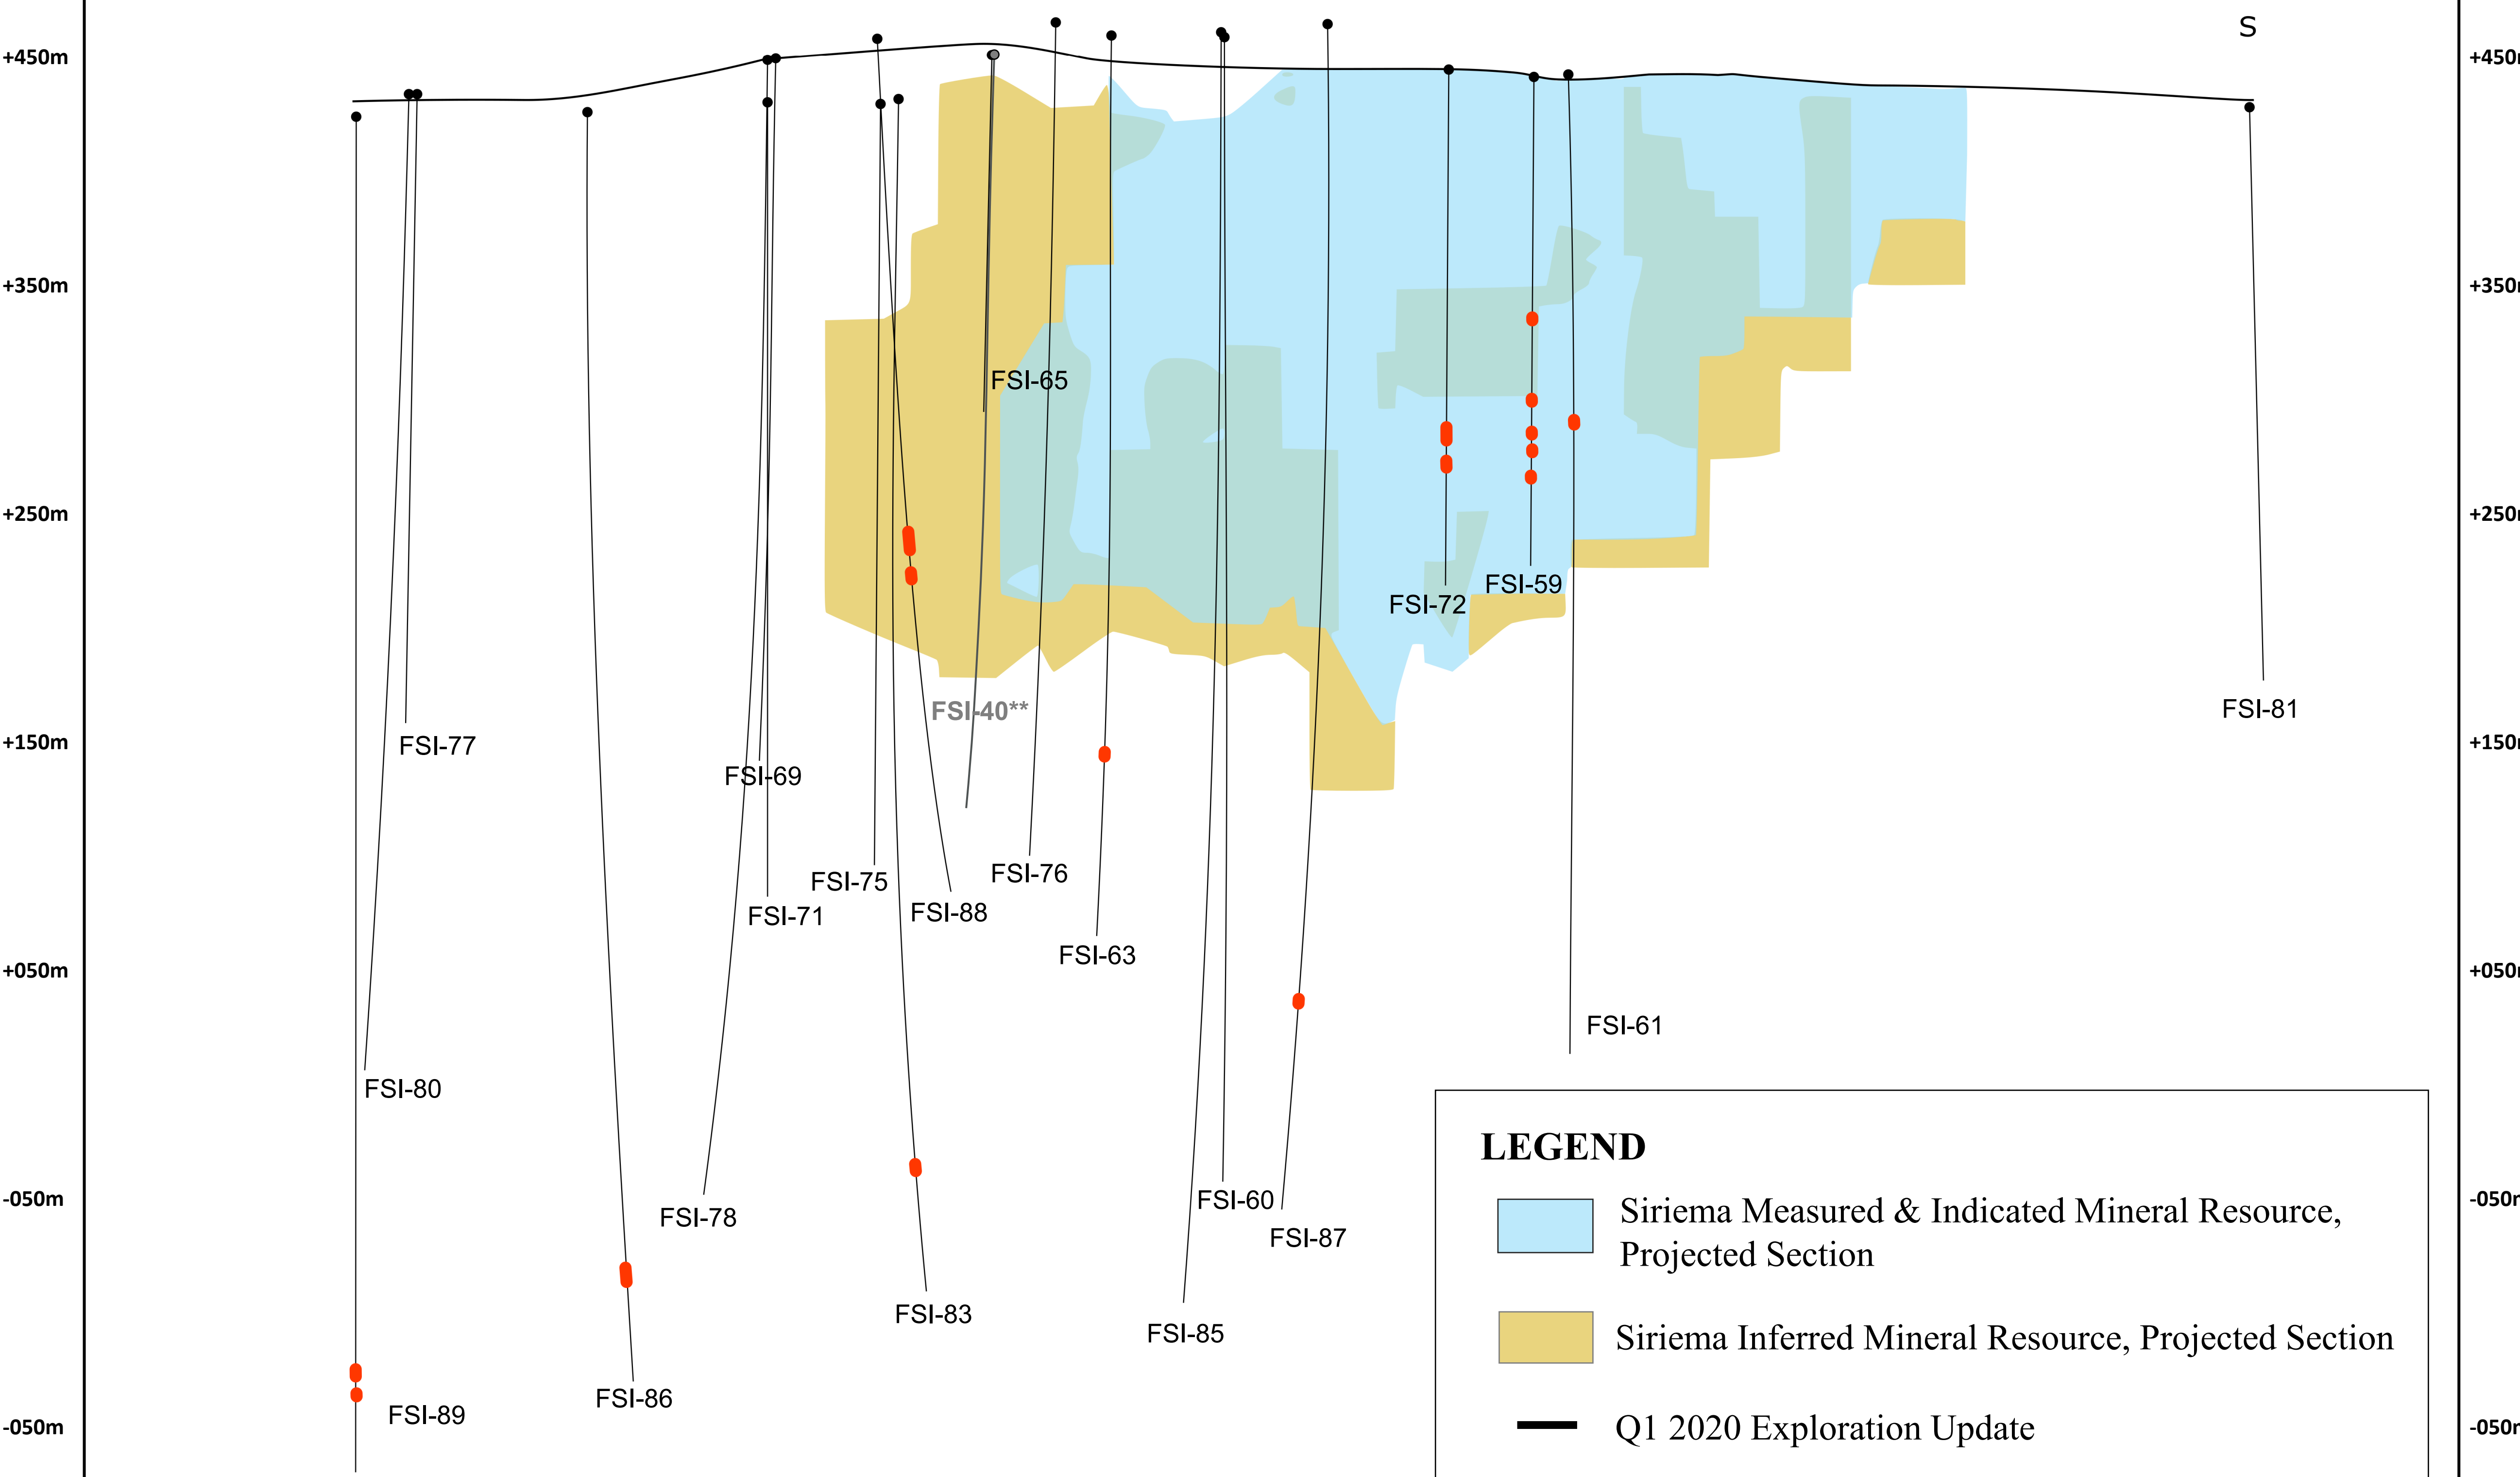 S
+450m
+450m
+350m
+350m
FSI-65
+250m
+250m
FSI-59
FSI-72
FSI-40**
FSI-81
+150m
FSI-77
+150m
FSI-69
FSI-75
FSI-76
FSI-71
FSI-88
FSI-63
+050m
+050m
FSI-61
FSI-80
LEGEND
-050m
FSI-78
FSI-60
-050m
Siriema Measured & Indicated Mineral Resource,
Projected Section
FSI-87
FSI-83
FSI-85
Siriema Inferred Mineral Resource, Projected Section
FSI-86
FSI-89
-050m
Q1 2020 Exploration Update
-050m